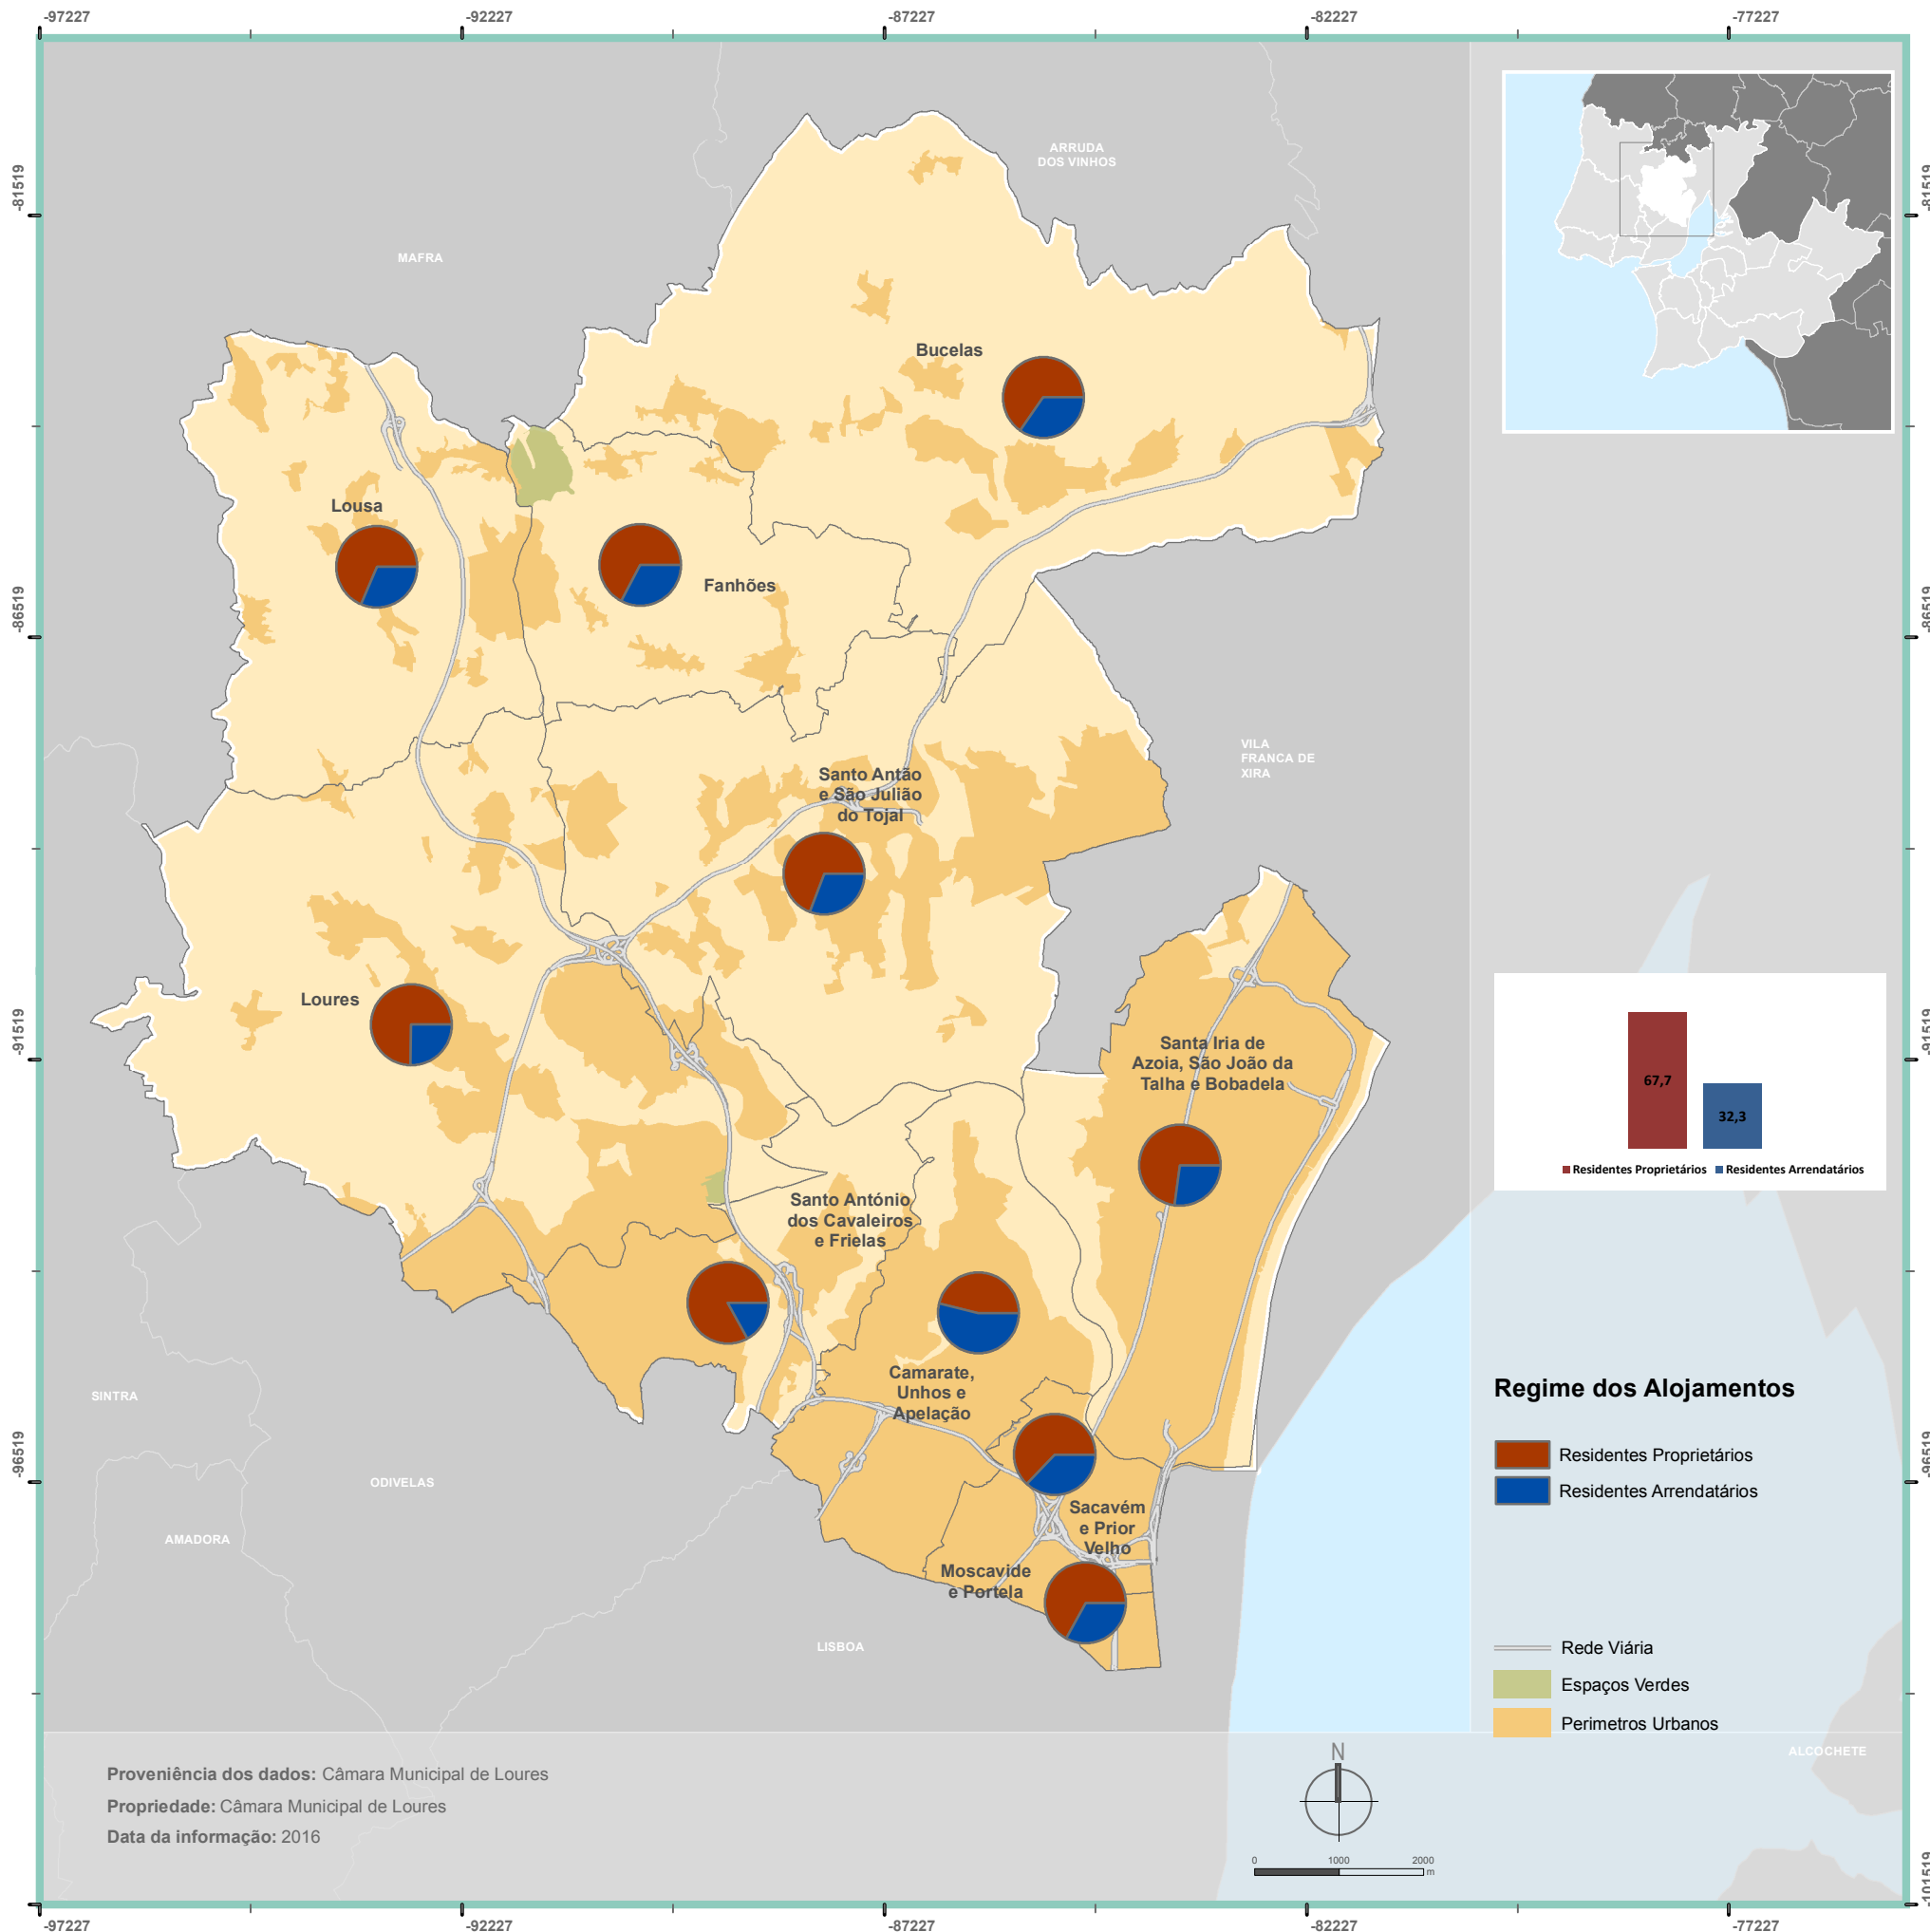 -97227
-92227
-87227
-82227
-77227
-81519
-81519
-86519
-86519
-91519
-91519
-96519
-96519
-101519
ARRUDA
DOS VINHOS
MAFRA
Bucelas
Lousa
Fanhões
VILA
FRANCA DE
XIRA
Santo Antão
e São Julião
do Tojal
Loures
Santa Iria de
Azoia, São João da
Talha e Bobadela
Santo António
dos Cavaleiros
e Frielas
Camarate,
Unhos e
Apelação
Sacavém
e Prior
Velho
Moscavide
e Portela
SINTRA
ODIVELAS
AMADORA
LISBOA
ALCOCHETE
67,7
32,3
Residentes Proprietários
Residentes Arrendatários
Regime dos Alojamentos
Residentes Proprietários
Residentes Arrendatários
Rede Viária
Espaços Verdes
Perimetros Urbanos
Proveniência dos dados: Câmara Municipal de Loures
Propriedade: Câmara Municipal de Loures
Data da informação: 2016
N
0 1000 2000
m
-97227
-92227
-87227
-82227
-77227